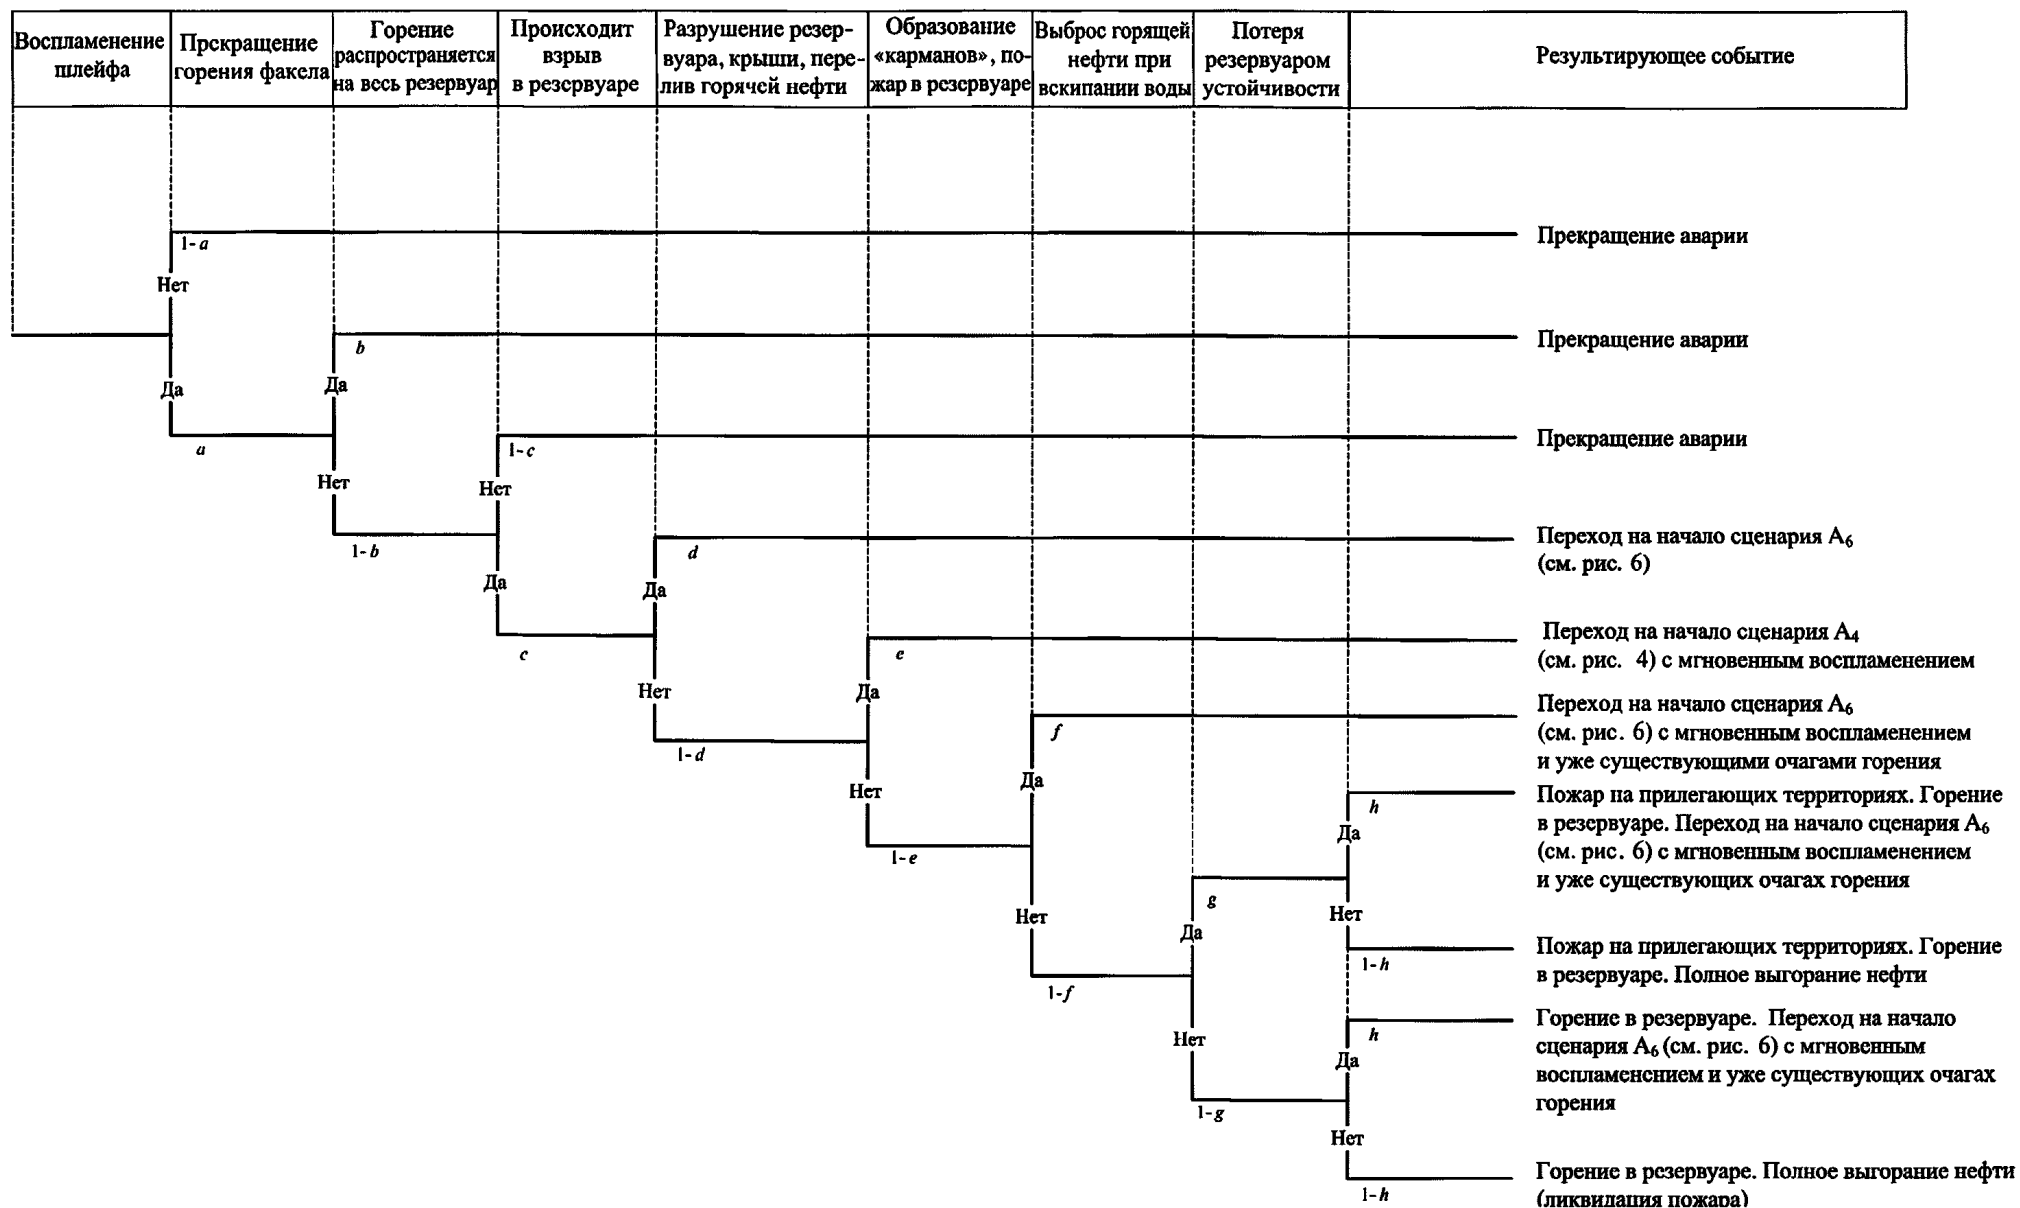 Воспламенение
шлейфа
Прекращение
горения факела
Горение
распространяется
на весь резервуар
Происходит
взрыв
в резервуаре
Разрушение резер-
вуара, крыши, пере-
лив горячей нефти
Образование
«карманов», по-
жар в резервуаре
Выброс горящей
нефти при
вскипании воды
Потеря
резервуаром
устойчивости
Результирующее событие
1-a
Прекращение аварии
Нет
b
Прекращение аварии
Да
Да
a
1-c
Прекращение аварии
Нет
Нет
1-b
d
Переход на начало сценария А6
(см. рис. 6)
Да
Да
c
e
Переход на начало сценария А4
(см. рис. 4) с мгновенным воспламенением
Нет
Да
1-d
f
Переход на начало сценария А6
(см. рис. 6) с мгновенным воспламенением
и уже существующими очагами горения
Нет
Да
1-e
h
Пожар на прилегающих территориях. Горение
в резервуаре. Переход на начало сценария А6
(см. рис. 6) с мгновенным воспламенением
и уже существующих очагах горения
Да
Нет
g
Нет
Да
1-f
1-h
Пожар на прилегающих территориях. Горение
в резервуаре. Полное выгорание нефти
h
Горение в резервуаре. Переход на начало
сценария А6 (см. рис. 6) с мгновенным
воспламенением и уже существующих очагах
горения
Нет
Да
1-g
Нет
1-h
Горение в резервуаре. Полное выгорание нефти
(ликвидация пожара)